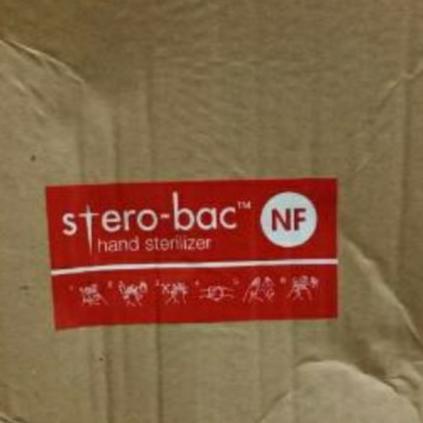 stero-bac™ NF
hand sterilizer